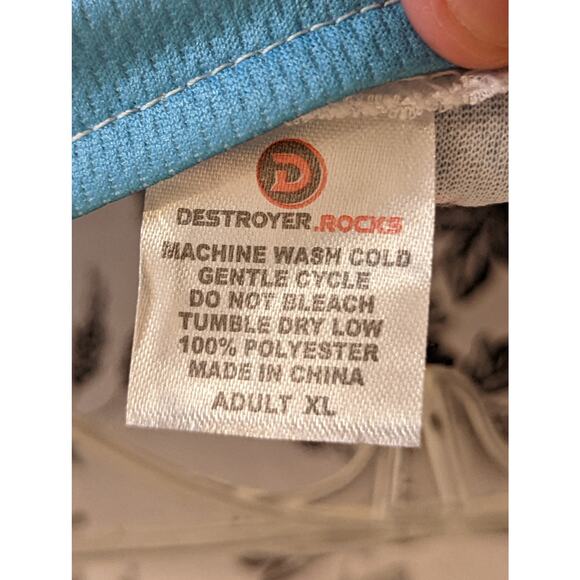 D
DESTROYER.ROCKS
MACHINE WASH COLD
GENTLE CYCLE
DO NOT BLEACH
TUMBLE DRY LOW
100% POLYESTER
MADE IN CHINA
ADULT XL